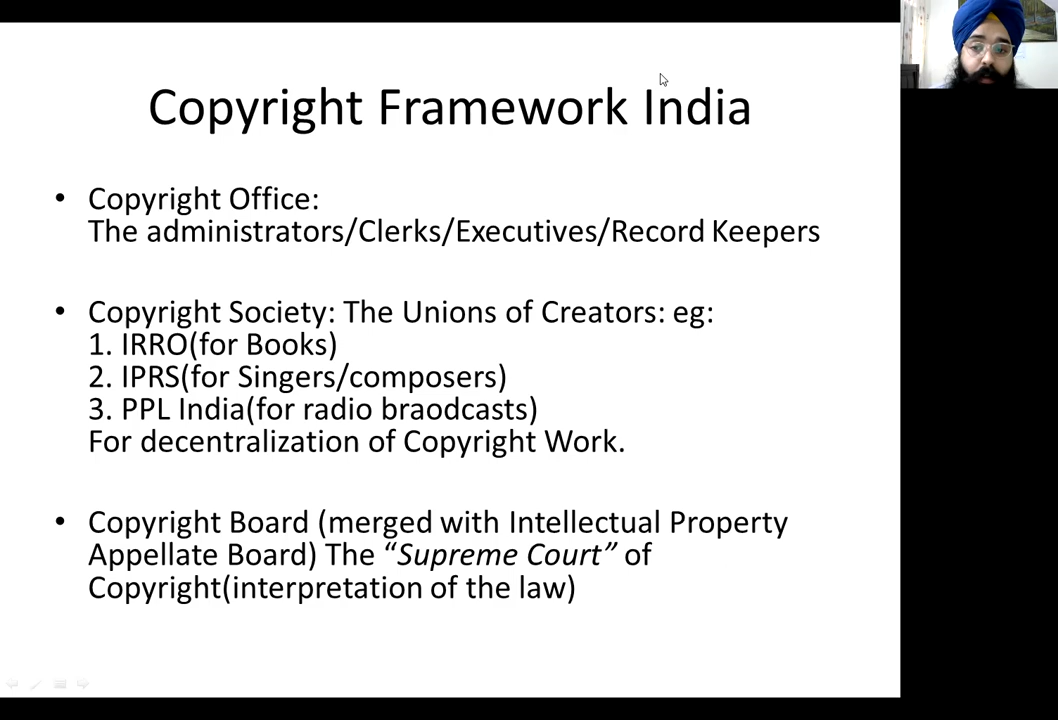 Copyright Framework India
• Copyright Office:
The administrators/Clerks/Executives/Record Keepers
• Copyright Society: The Unions of Creators: eg:
1. IRRO(for Books)
2. IPRS(for Singers/composers)
3. PPL India(for radio braodcasts)
For decentralization of Copyright Work.
• Copyright Board (merged with Intellectual Property
Appellate Board) The “Supreme Court” of
Copyright(interpretation of the law)